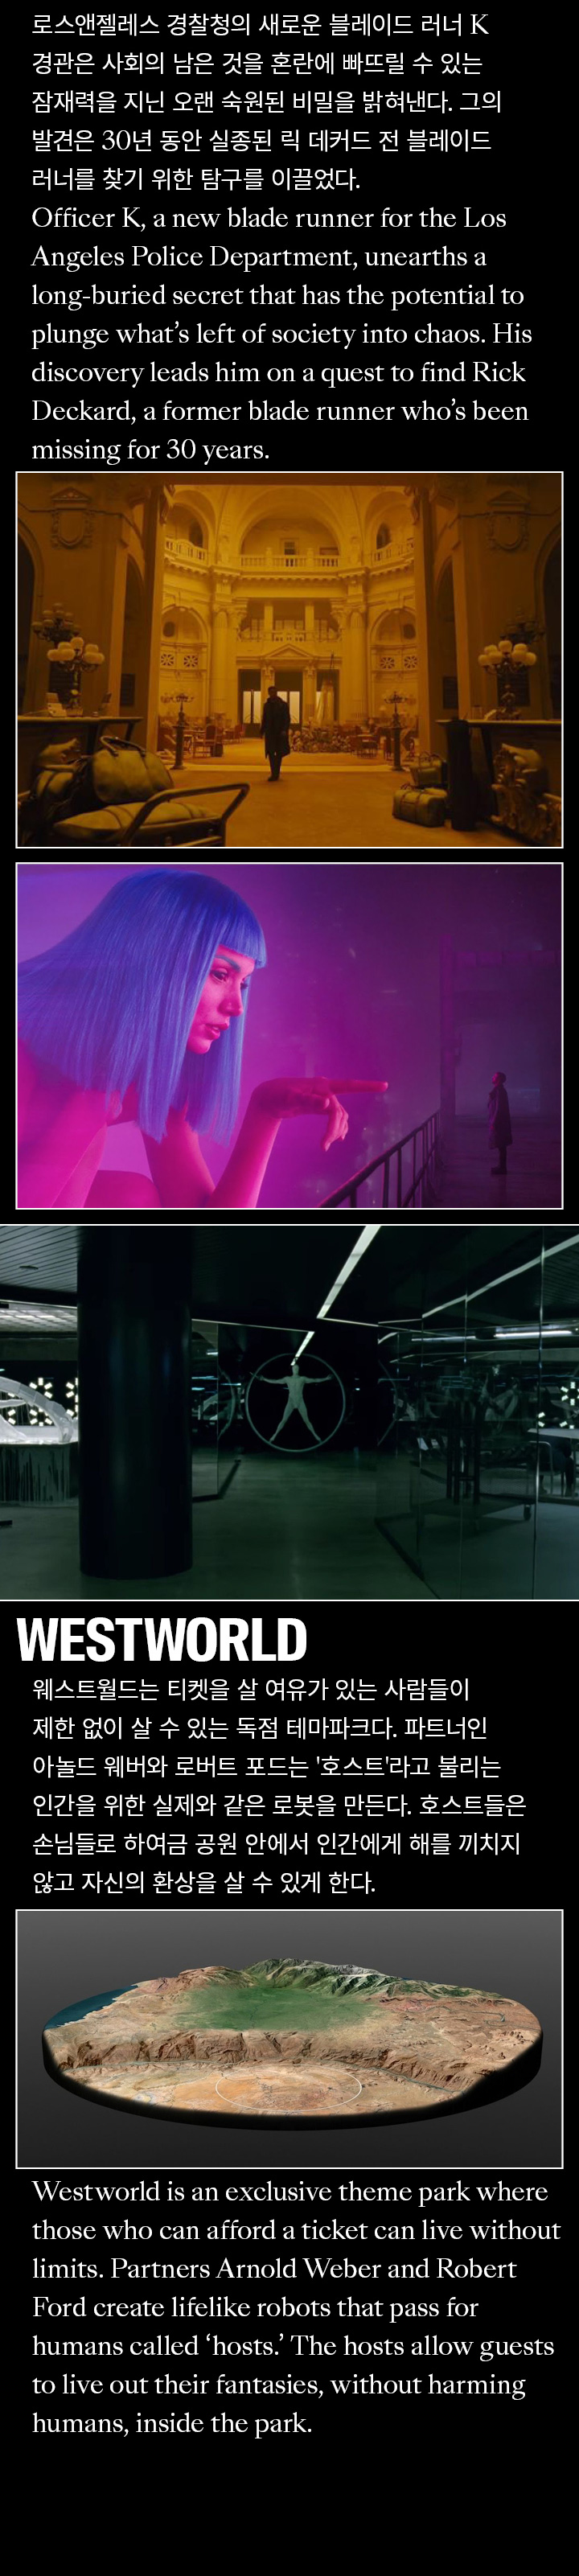 로스앤젤레스 경찰청의 새로운 블레이드 러너 K
경관은 사회의 남은 것을 혼란에 빠뜨릴 수 있는
잠재력을 지닌 오랜 숙원된 비밀을 밝혀낸다. 그의
발견은 30년 동안 실종된 릭 데커드 전 블레이드
러너를 찾기 위한 탐구를 이끌었다.
Officer K, a new blade runner for the Los
Angeles Police Department, unearths a
long-buried secret that has the potential to
plunge what’s left of society into chaos. His
discovery leads him on a quest to find Rick
Deckard, a former blade runner who’s been
missing for 30 years.
WESTWORLD
웨스트월드는 티켓을 살 여유가 있는 사람들이
제한 없이 살 수 있는 독점 테마파크다. 파트너인
아놀드 웨버와 로버트 포드는 '호스트'라고 불리는
인간을 위한 실제와 같은 로봇을 만든다. 호스트들은
손님들로 하여금 공원 안에서 인간에게 해를 끼치지
않고 자신의 환상을 살 수 있게 한다.
Westworld is an exclusive theme park where
those who can afford a ticket can live without
limits. Partners Arnold Weber and Robert
Ford create lifelike robots that pass for
humans called ‘hosts.’ The hosts allow guests
to live out their fantasies, without harming
humans, inside the park.